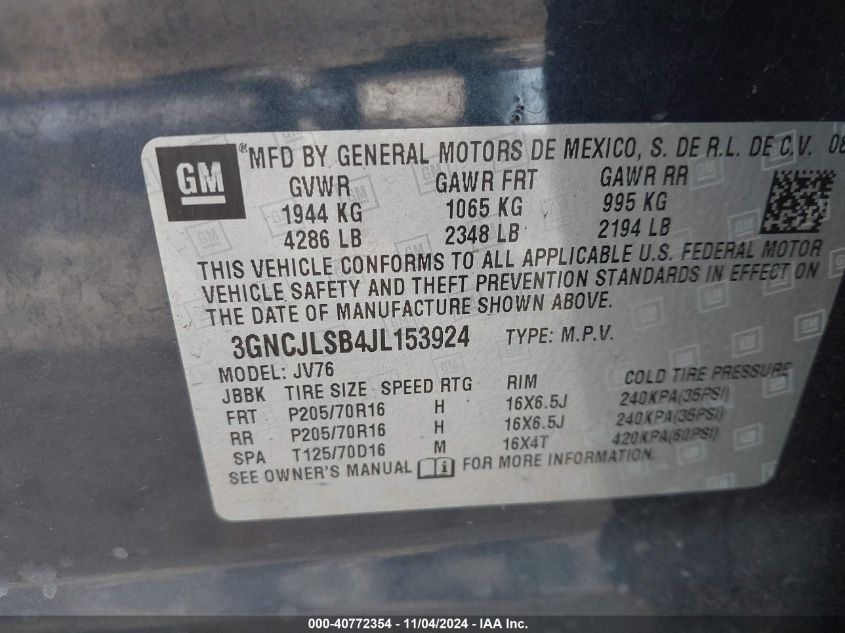 GM ® MFD BY GENERAL MOTORS DE MEXICO, S. DE R.L. DE C.V.
GVWR GAWR FRT GAWR RR
1944 KG 1065 KG 995 KG
4286 LB 2348 LB 2194 LB
THIS VEHICLE CONFORMS TO ALL APPLICABLE U.S. FEDERAL MOTOR
VEHICLE SAFETY AND THEFT PREVENTION STANDARDS IN EFFECT ON
THE DATE OF MANUFACTURE SHOWN ABOVE.
3GNCJLSB4JL153924 TYPE: M.P.V.
MODEL: JV76
JBBK TIRE SIZE SPEED RTG RIM COLD TIRE PRESSURE
FRT P205/70R16 H 16X6.5J 240KPA(35PSI)
RR P205/70R16 H 16X6.5J 240KPA(35PSI)
SPA T125/70D16 M 16X4T 420KPA(60PSI)
SEE OWNER'S MANUAL FOR MORE INFORMATION.
000-40772354 - 11/04/2024 - IAA Inc.